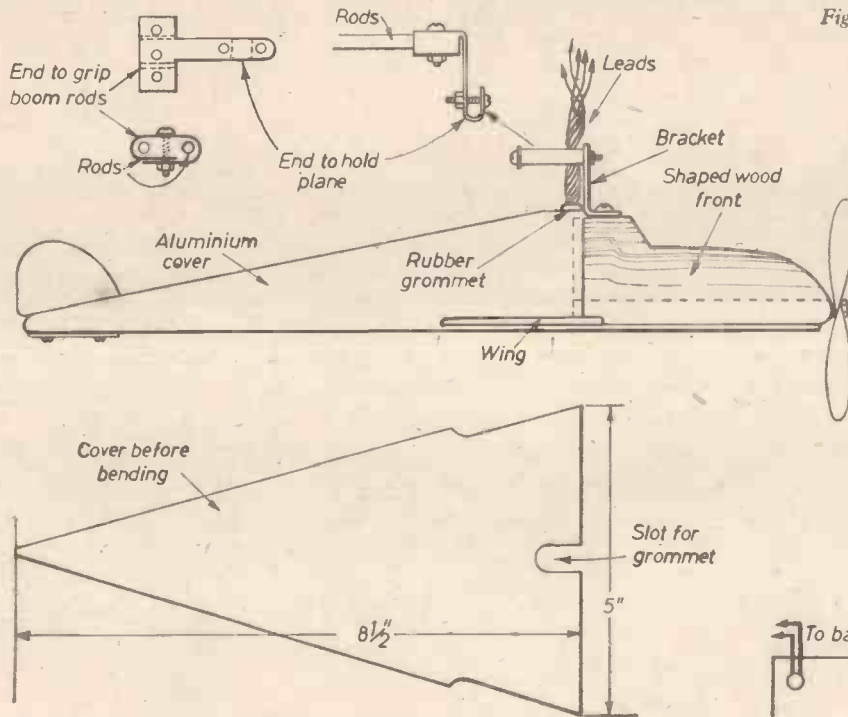 Fig
End to grip
boom rods
Rods
Rods
End to hold
plane
Leads
Bracket
Shaped wood
front
Aluminium
cover
Rubber
grommet
Wing
Cover before
bending
Slot for
grommet
5"
8½"
To ba